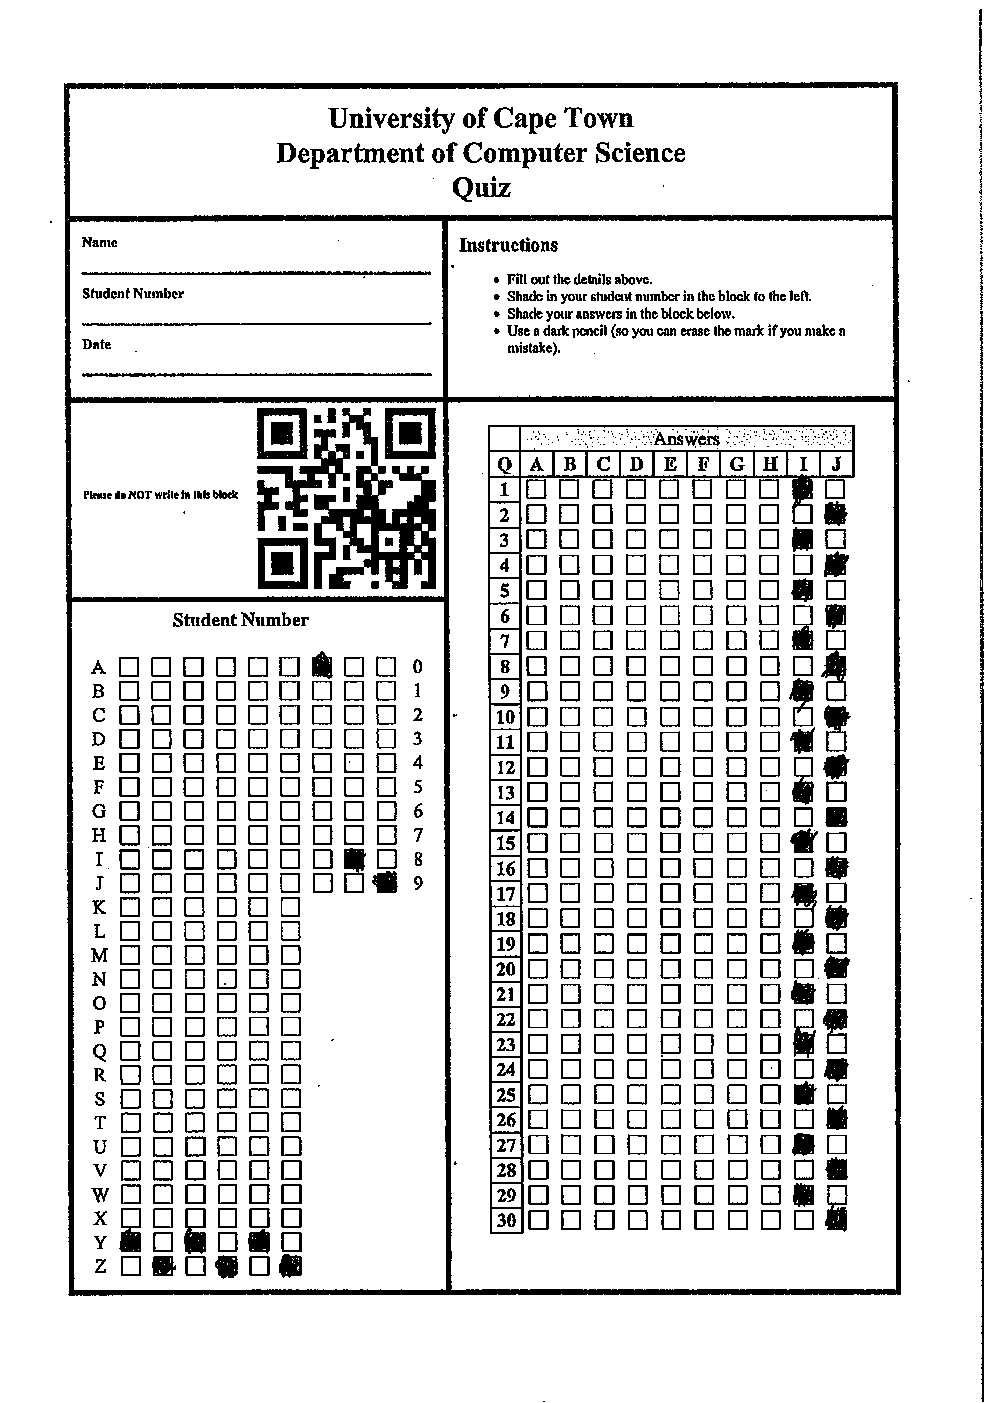 University of Cape Town
Department of Computer Science
Quiz
Name
Student Number
Date
Instructions
• Fill out the details above.
• Shade in your student number in the block to the left.
• Shade your answers in the block below.
• Use a dark pencil (so you can erase the mark if you make a
mistake).
Please do NOT write in this block
Student Number
A 0
B 1
C 2
D 3
E 4
F 5
G 6
H 7
I 8
J 9
K
L
M
N
O
P
Q
R
S
T
U
V
W
X
Y
Z
Answers
Q A B C D E F G H I J
1
2
3
4
5
6
7
8
9
10
11
12
13
14
15
16
17
18
19
20
21
22
23
24
25
26
27
28
29
30